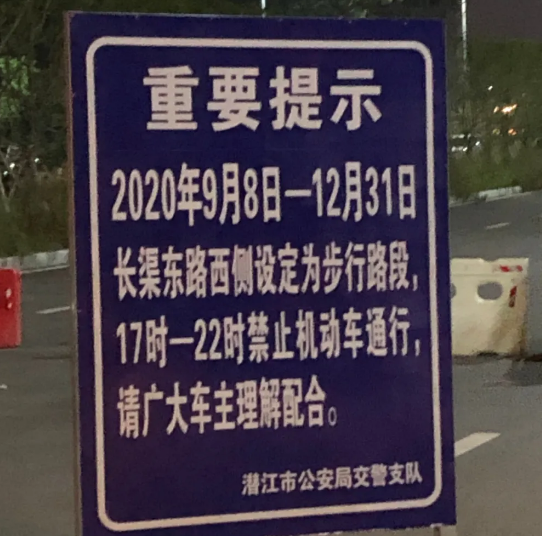 重要提示
2020年9月8日—12月31日
长渠东路西侧设定为步行路段，
17时—22时禁止机动车通行，
请广大车主理解配合。
潜江市公安局交警支队